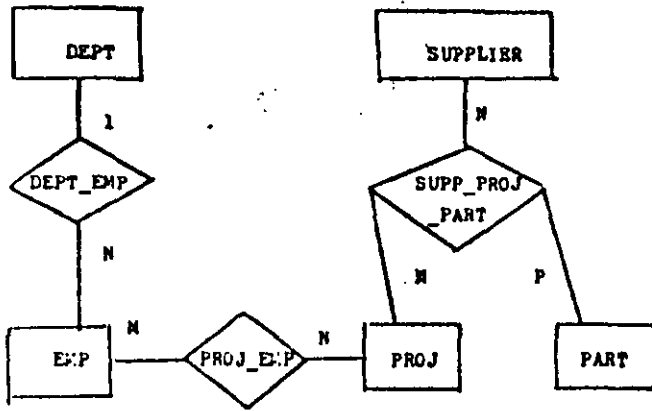 DEPT
SUPPLIER
1
N
DEPT_EMP
SUPP_PROJ
_PART
N
M
P
M
N
EMP
PROJ_EMP
PROJ
PART